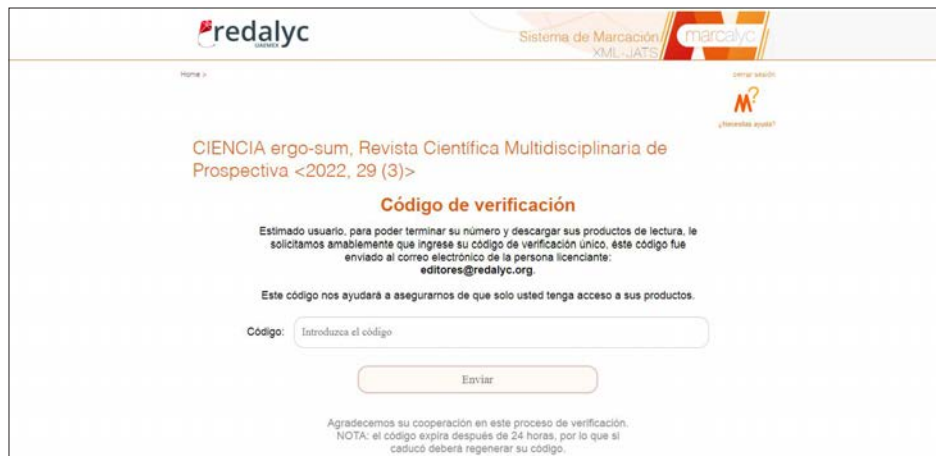 redalyc
UAEMEX
Sistema de Marcación
XML-JATS
marcalyc
Home >
cerrar sesión
M?
¿Necesitas ayuda?
CIENCIA ergo-sum, Revista Científica Multidisciplinaria de
Prospectiva <2022, 29 (3)>
Código de verificación
Estimado usuario, para poder terminar su número y descargar sus productos de lectura, le
solicitamos amablemente que ingrese su código de verificación único, éste código fue
enviado al correo electrónico de la persona licenciante:
editores@redalyc.org.
Este código nos ayudará a asegurarnos de que solo usted tenga acceso a sus productos.
Código:
Introduzca el código
Enviar
Agradecemos su cooperación en este proceso de verificación.
NOTA: el código expira después de 24 horas, por lo que si
caducó deberá regenerar su código.